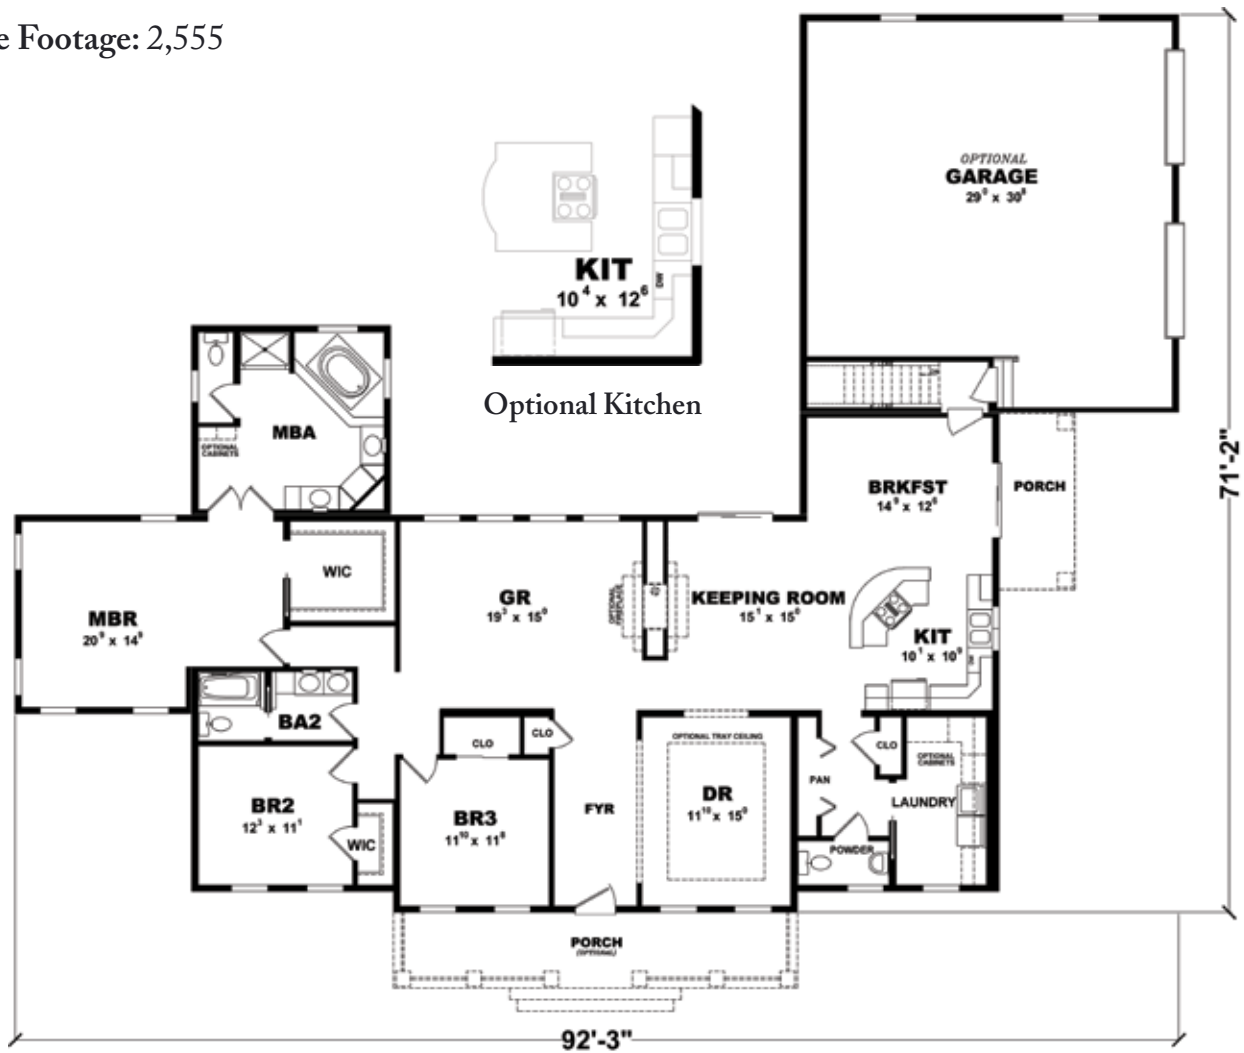 e Footage: 2,555
OPTIONAL
GARAGE
29⁰ x 30⁸
KIT
10⁴ x 12⁶
DW
Optional Kitchen
MBA
OPTIONAL
CABINETS
BRKFST
14⁹ x 12⁶
PORCH
71'-2"
WIC
MBR
20⁹ x 14⁹
GR
19³ x 15⁰
OPTIONAL
FIREPLACE
KEEPING ROOM
15¹ x 15⁰
KIT
10¹ x 10⁹
DW
BA2
CLO
CLO
OPTIONAL TRAY CEILING
CLO
OPTIONAL
CABINETS
PAN
DR
11¹⁰ x 15⁰
LAUNDRY
BR2
12³ x 11¹
BR3
11¹⁰ x 11⁸
FYR
WIC
POWDER
PORCH
(OPTIONAL)
92'-3"